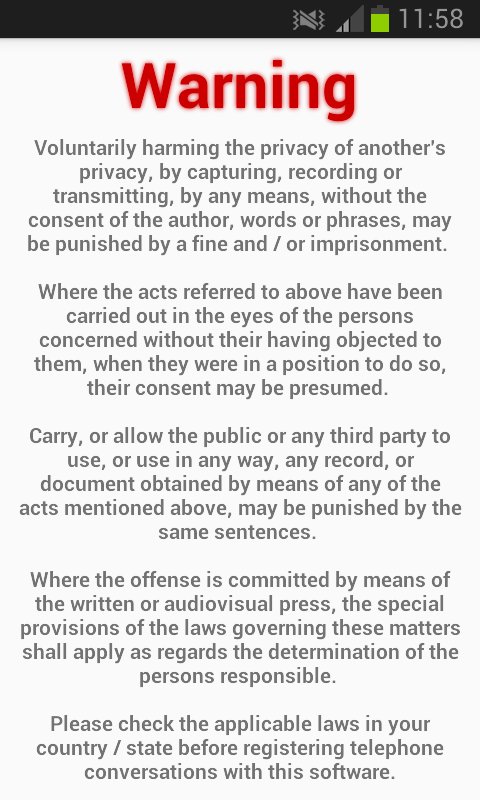 11:58
Warning
Voluntarily harming the privacy of another's
privacy, by capturing, recording or
transmitting, by any means, without the
consent of the author, words or phrases, may
be punished by a fine and / or imprisonment.
Where the acts referred to above have been
carried out in the eyes of the persons
concerned without their having objected to
them, when they were in a position to do so,
their consent may be presumed.
Carry, or allow the public or any third party to
use, or use in any way, any record, or
document obtained by means of any of the
acts mentioned above, may be punished by the
same sentences.
Where the offense is committed by means of
the written or audiovisual press, the special
provisions of the laws governing these matters
shall apply as regards the determination of the
persons responsible.
Please check the applicable laws in your
country / state before registering telephone
conversations with this software.